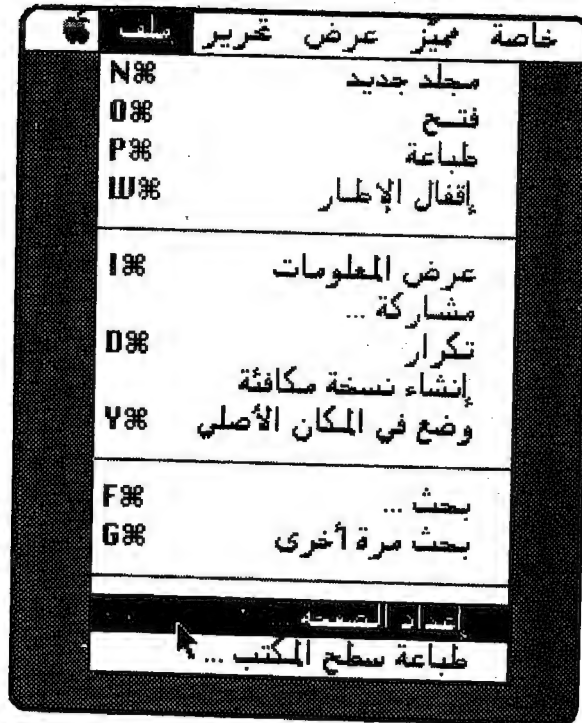 ملف تحرير عرض مميّز خاصة
مجلد جديد N⌘
فتح O⌘
طباعة P⌘
إقفال الإطار W⌘
عرض المعلومات I⌘
مشاركة ...
تكرار D⌘
إنشاء نسخة مكافئة
وضع في المكان الأصلي Y⌘
بحث ... F⌘
بحث مرة أخرى G⌘
إعداد الصفحة ...
طباعة سطح المكتب ...